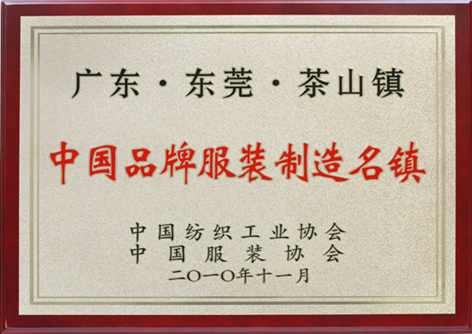 广东·东莞·茶山镇
中国品牌服装制造名镇
中国纺织工业协会
中国服装协会
二〇一〇年十一月